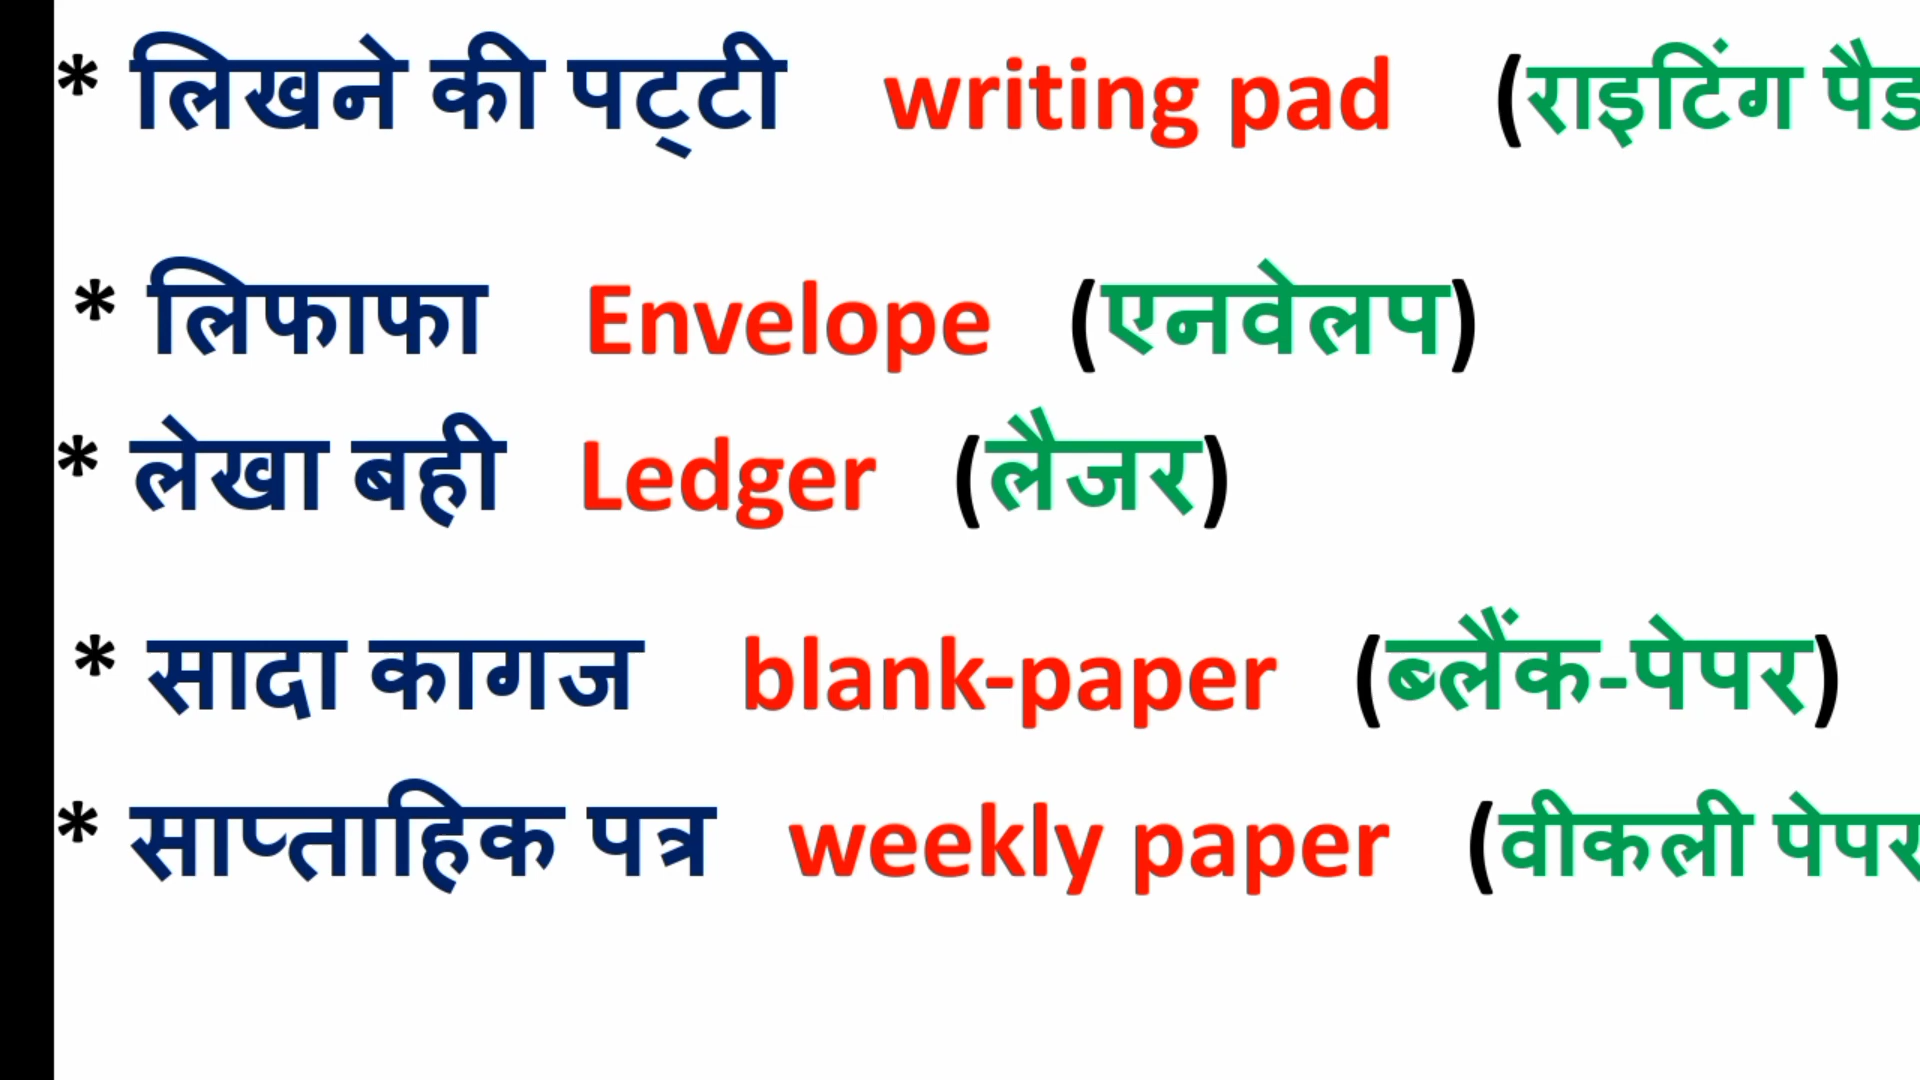 * लिखने की पट्टी writing pad (राइटिंग पैड
* लिफाफा Envelope (एनवेलप)
* लेखा बही Ledger (लैजर)
* सादा कागज blank-paper (ब्लैंक-पेपर)
* साप्ताहिक पत्र weekly paper (वीकली पेपर